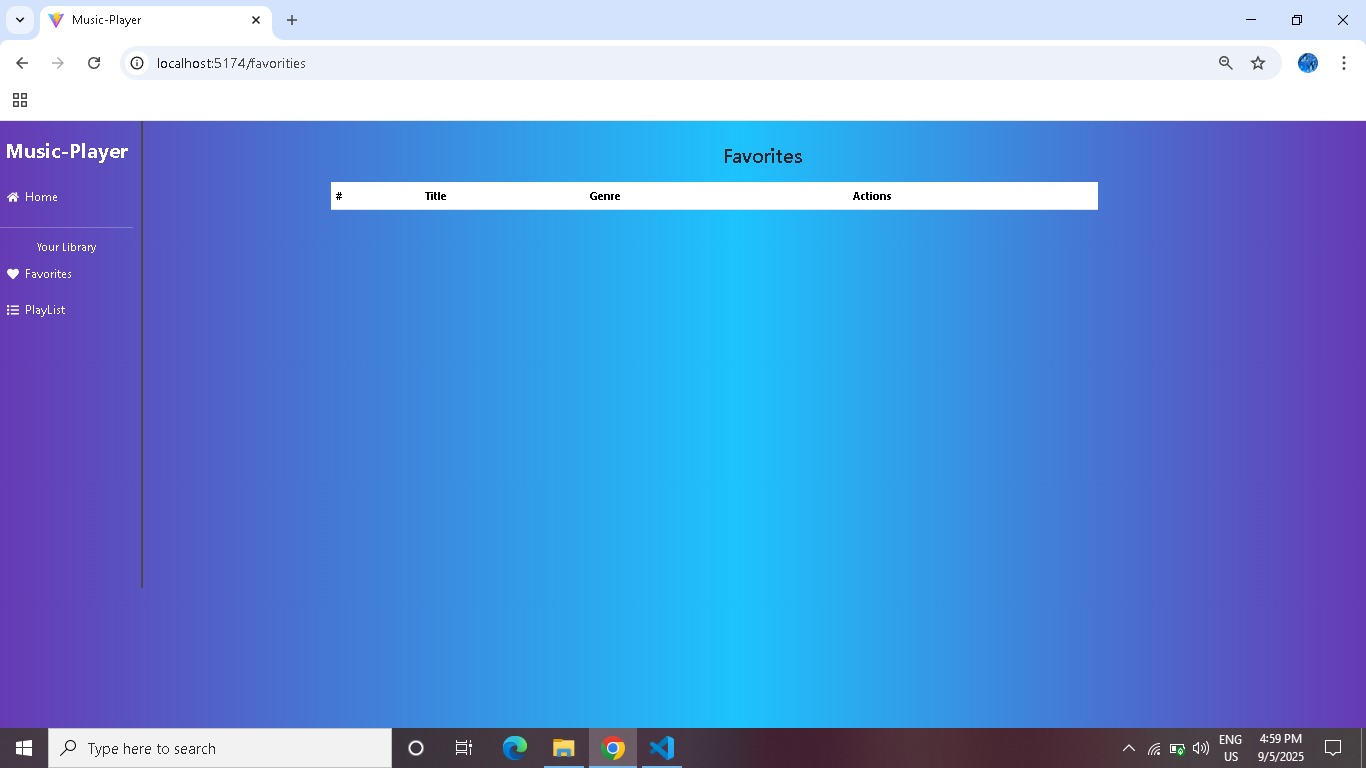 Music-Player
localhost:5174/favorities
Music-Player
Home
Your Library
Favorites
PlayList
Favorites
# Title Genre Actions
Type here to search
ENG
US
4:59 PM
9/5/2025